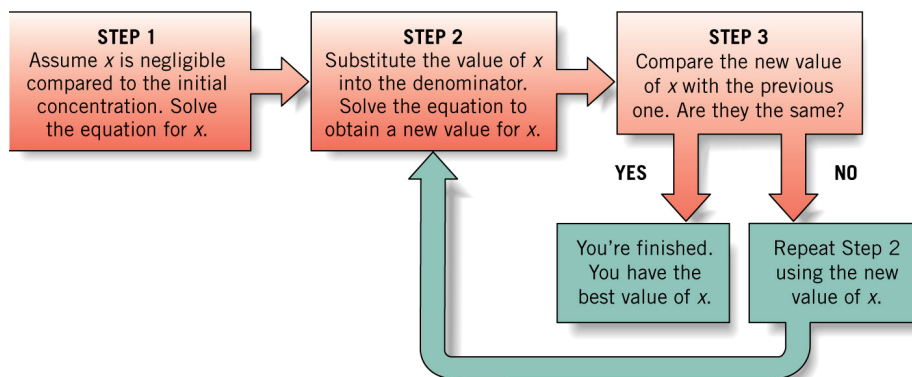 STEP 1
Assume x is negligible
compared to the initial
concentration. Solve
the equation for x.
STEP 2
Substitute the value of x
into the denominator.
Solve the equation to
obtain a new value for x.
STEP 3
Compare the new value
of x with the previous
one. Are they the same?
YES
NO
You're finished.
You have the
best value of x.
Repeat Step 2
using the new
value of x.